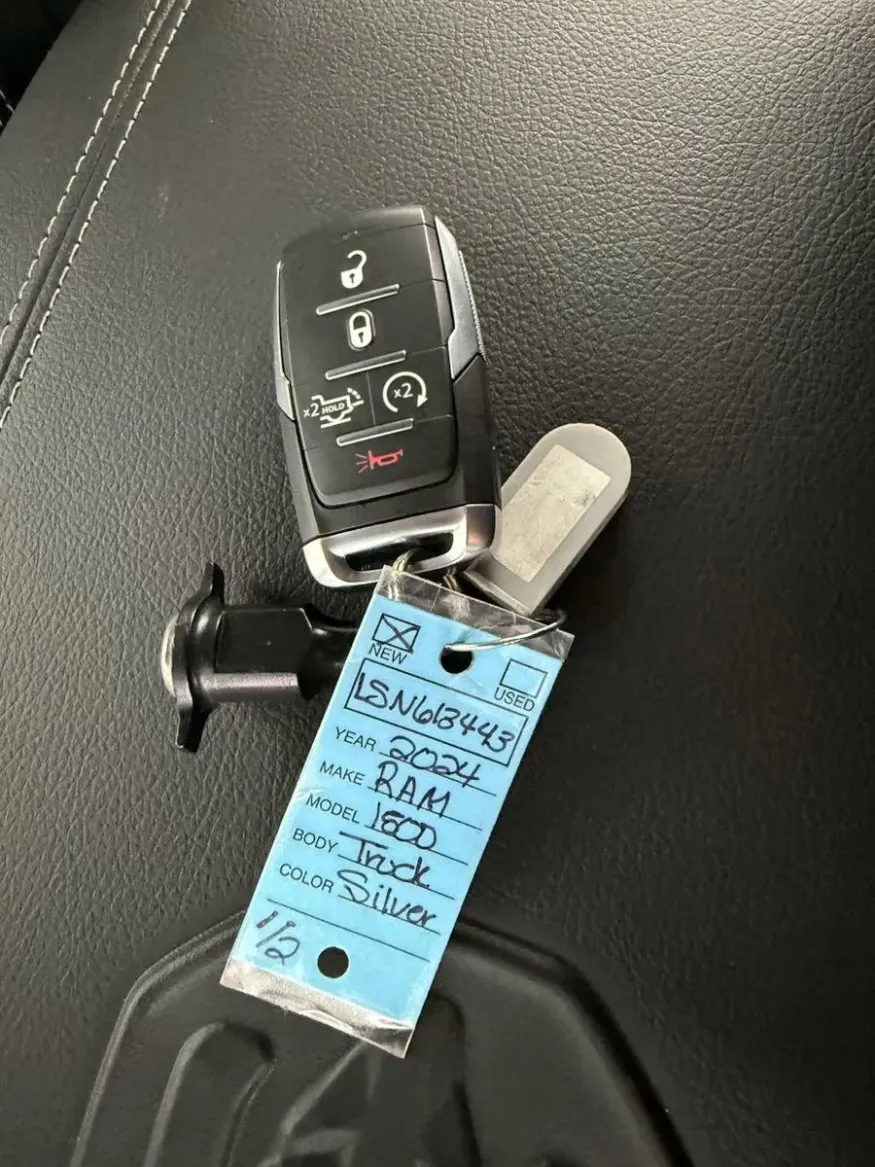 x2 HOLD x2
NEW
USED
LSN613443
YEAR 2024
MAKE RAM
MODEL 1500
BODY Truck
COLOR Silver
1/2